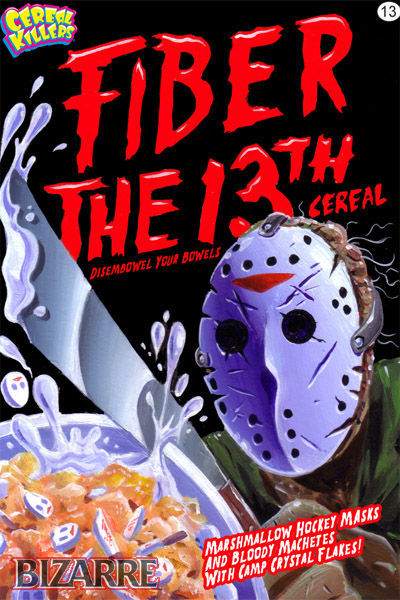 CEREAL
KILLERS
13
FIBER
THE 13TH
CEREAL
DISEMBOWEL YOUR BOWELS
MARSHMALLOW HOCKEY MASKS
AND BLOODY MACHETES
WITH CAMP CRYSTAL FLAKES!
BIZARRE